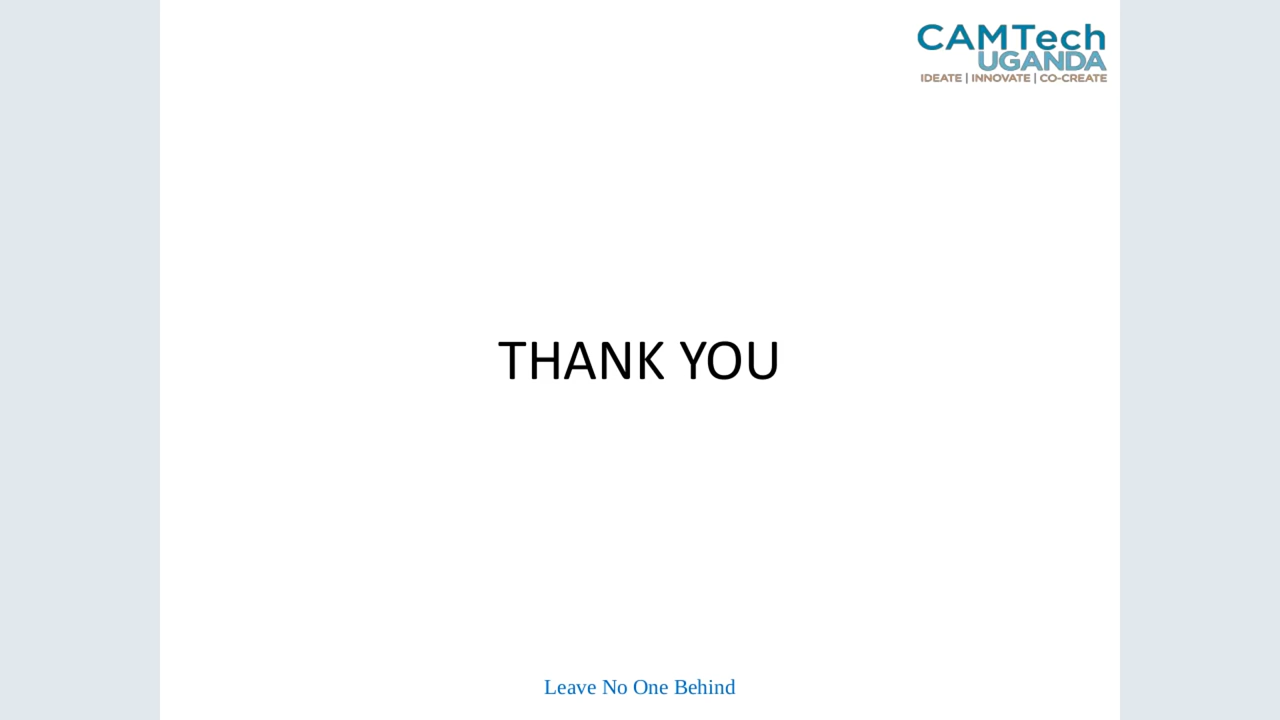 CAMTech
UGANDA
IDEATE | INNOVATE | CO-CREATE
THANK YOU
Leave No One Behind